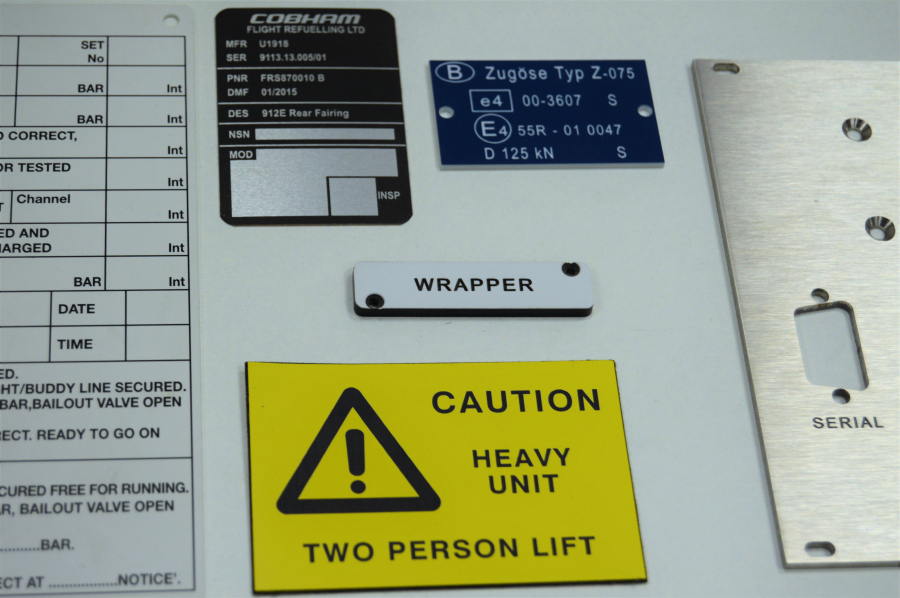 SET
No
BAR Int
BAR Int
CORRECT,
Int
OR TESTED
Int
Channel
Int
ED AND
HARGED Int
BAR Int
DATE
TIME
ED.
HT/BUDDY LINE SECURED.
BAR,BAILOUT VALVE OPEN
RECT. READY TO GO ON
CURED FREE FOR RUNNING.
AR, BAILOUT VALVE OPEN
............BAR.
ECT AT ..................NOTICE'.
COBHAM
FLIGHT REFUELLING LTD
MFR U1918
SER 9113.13.005/01
PNR FRS870010 B
DMF 01/2015
DES 912E Rear Fairing
NSN
MOD
INSP
B Zugöse Typ Z-075
e4 00-3607 S
E4 55R - 01 0047
D 125 kN S
WRAPPER
CAUTION
HEAVY
UNIT
TWO PERSON LIFT
SERIAL